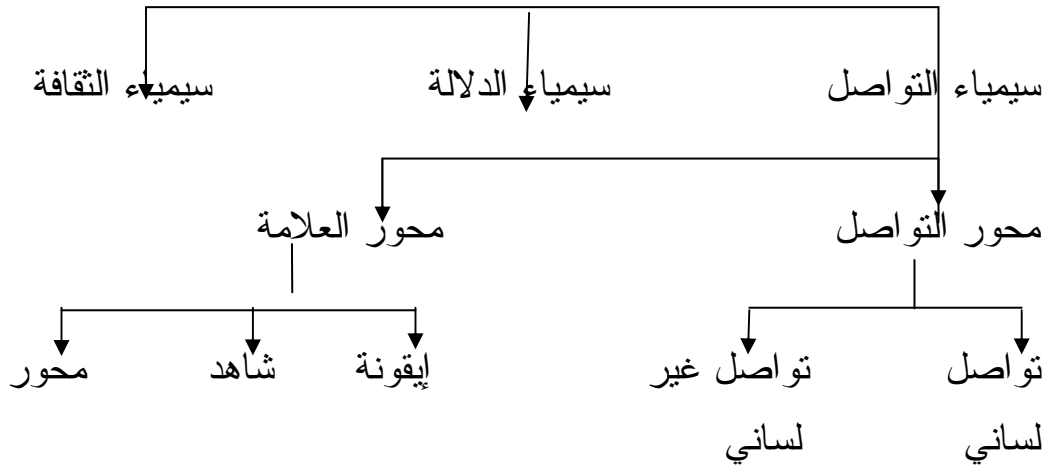 سيمياء التواصل سيمياء الدلالة سيمياء الثقافة
محور التواصل محور العلامة
تواصل تواصل غير إيقونة شاهد محور
لساني لساني